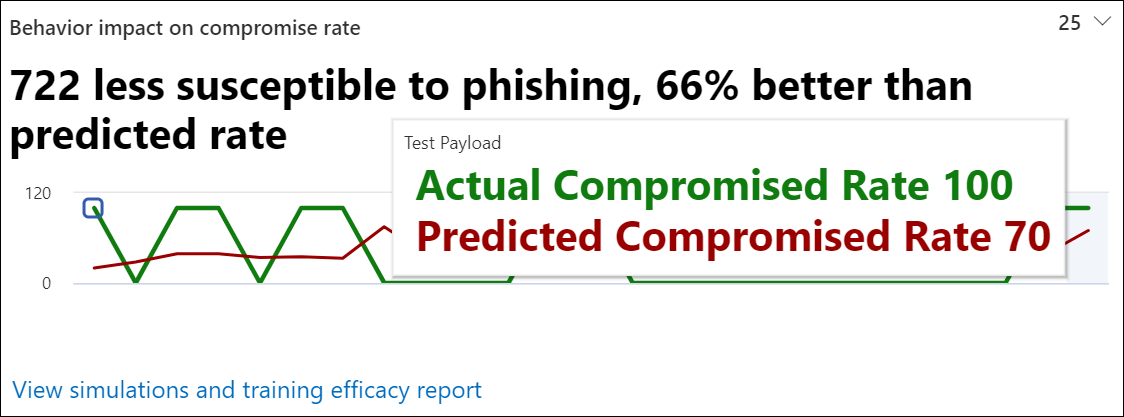 Behavior impact on compromise rate
25
722 less susceptible to phishing, 66% better than
predicted rate
Test Payload
Actual Compromised Rate 100
Predicted Compromised Rate 70
120
0
View simulations and training efficacy report